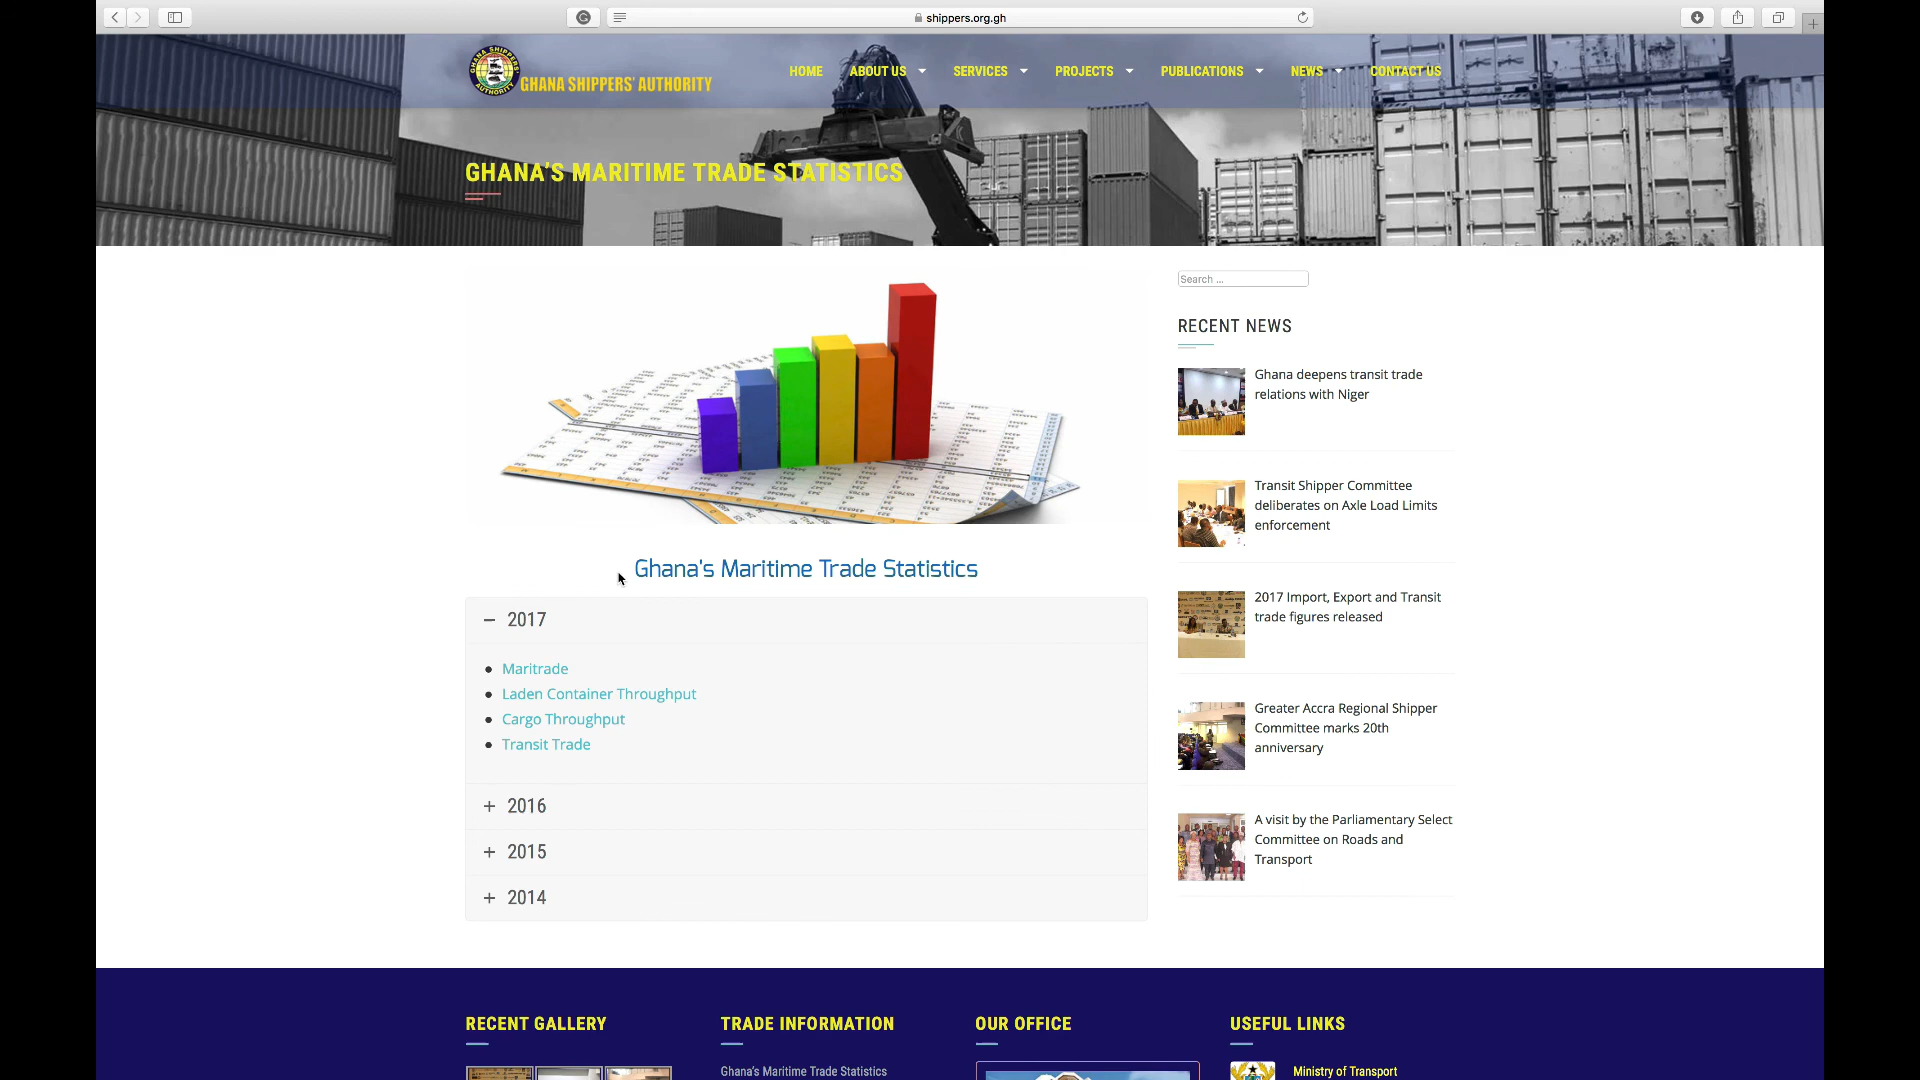 shippers.org.gh
GHANA SHIPPERS AUTHORITY
GHANA SHIPPERS' AUTHORITY
HOME
ABOUT US
SERVICES
PROJECTS
PUBLICATIONS
NEWS
CONTACT US
GHANA'S MARITIME TRADE STATISTICS
Ghana's Maritime Trade Statistics
2017
Maritrade
Laden Container Throughput
Cargo Throughput
Transit Trade
2016
2015
2014
Search ...
RECENT NEWS
Ghana deepens transit trade
relations with Niger
Transit Shipper Committee
deliberates on Axle Load Limits
enforcement
2017 Import, Export and Transit
trade figures released
Greater Accra Regional Shipper
Committee marks 20th
anniversary
A visit by the Parliamentary Select
Committee on Roads and
Transport
RECENT GALLERY
TRADE INFORMATION
Ghana's Maritime Trade Statistics
OUR OFFICE
USEFUL LINKS
Ministry of Transport